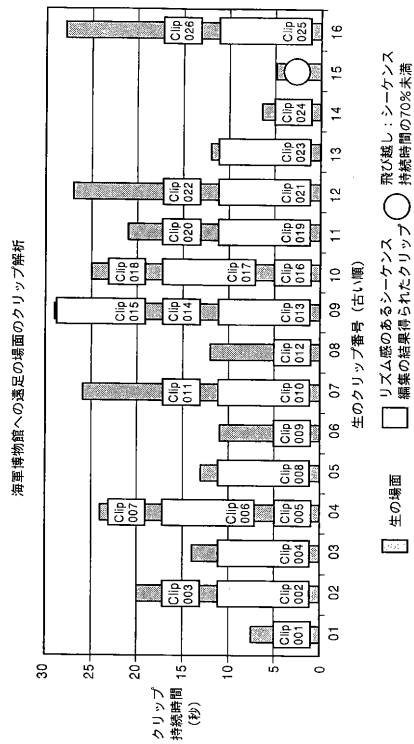 海軍博物館への遠足の場面のクリップ解析
クリップ
持続時間
(秒)
30
25
20
15
10
5
0
Clip
001
Clip
003
Clip
002
Clip
004
Clip
007
Clip
006
Clip
005
Clip
008
Clip
009
Clip
011
Clip
010
Clip
012
Clip
015
Clip
014
Clip
013
Clip
018
Clip
017
Clip
016
Clip
020
Clip
019
Clip
022
Clip
021
Clip
023
Clip
024
Clip
026
Clip
025
01 02 03 04 05 06 07 08 09 10 11 12 13 14 15 16
生のクリップ番号(古い順)
生の場面
リズム感のあるシーケンス
編集の結果得られたクリップ
飛び越し:シーケンス
持続時間の70%未満